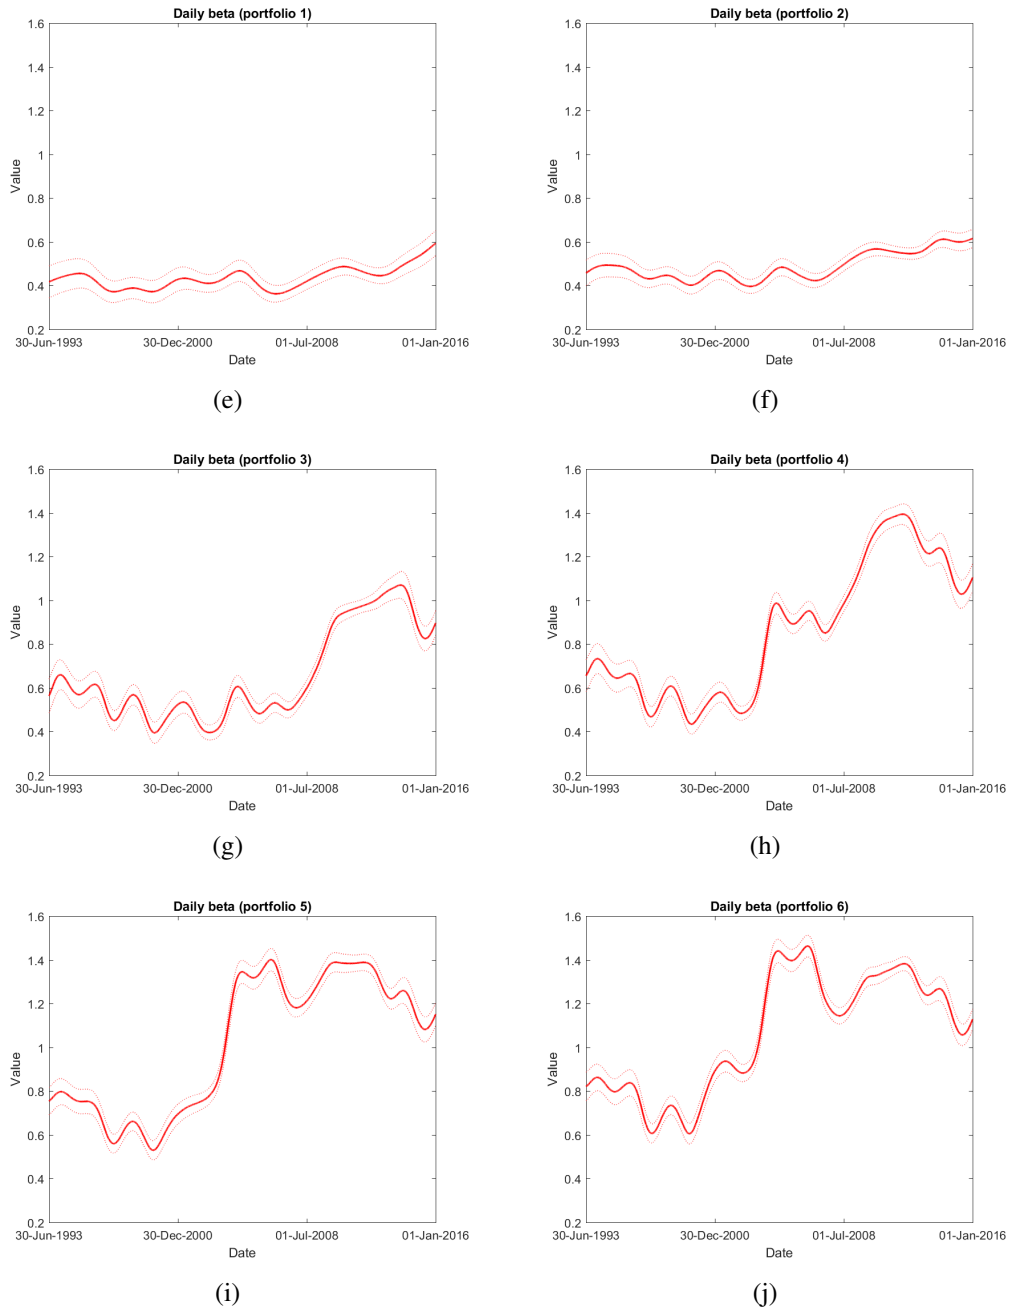 Daily beta (portfolio 1)
1.6
1.4
1.2
1
0.8
0.6
0.4
0.2
Value
30-Jun-1993 30-Dec-2000 01-Jul-2008 01-Jan-2016
Date
(e)
Daily beta (portfolio 2)
1.6
1.4
1.2
1
0.8
0.6
0.4
0.2
Value
30-Jun-1993 30-Dec-2000 01-Jul-2008 01-Jan-2016
Date
(f)
Daily beta (portfolio 3)
1.6
1.4
1.2
1
0.8
0.6
0.4
0.2
Value
30-Jun-1993 30-Dec-2000 01-Jul-2008 01-Jan-2016
Date
(g)
Daily beta (portfolio 4)
1.6
1.4
1.2
1
0.8
0.6
0.4
0.2
Value
30-Jun-1993 30-Dec-2000 01-Jul-2008 01-Jan-2016
Date
(h)
Daily beta (portfolio 5)
1.6
1.4
1.2
1
0.8
0.6
0.4
0.2
Value
30-Jun-1993 30-Dec-2000 01-Jul-2008 01-Jan-2016
Date
(i)
Daily beta (portfolio 6)
1.6
1.4
1.2
1
0.8
0.6
0.4
0.2
Value
30-Jun-1993 30-Dec-2000 01-Jul-2008 01-Jan-2016
Date
(j)